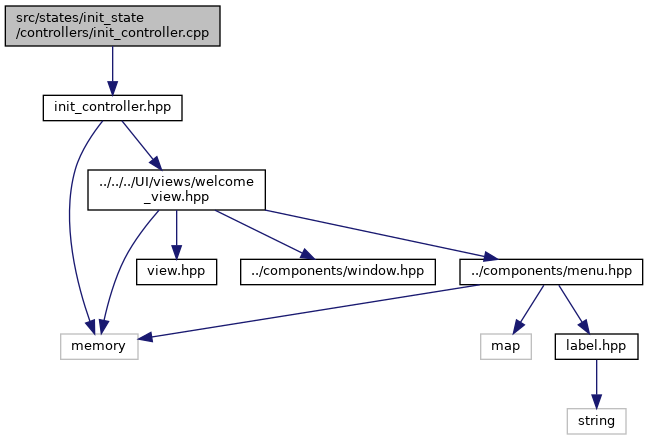 src/states/init_state
/controllers/init_controller.cpp
init_controller.hpp
../../../UI/views/welcome
_view.hpp
view.hpp
../components/window.hpp
../components/menu.hpp
memory
map
label.hpp
string